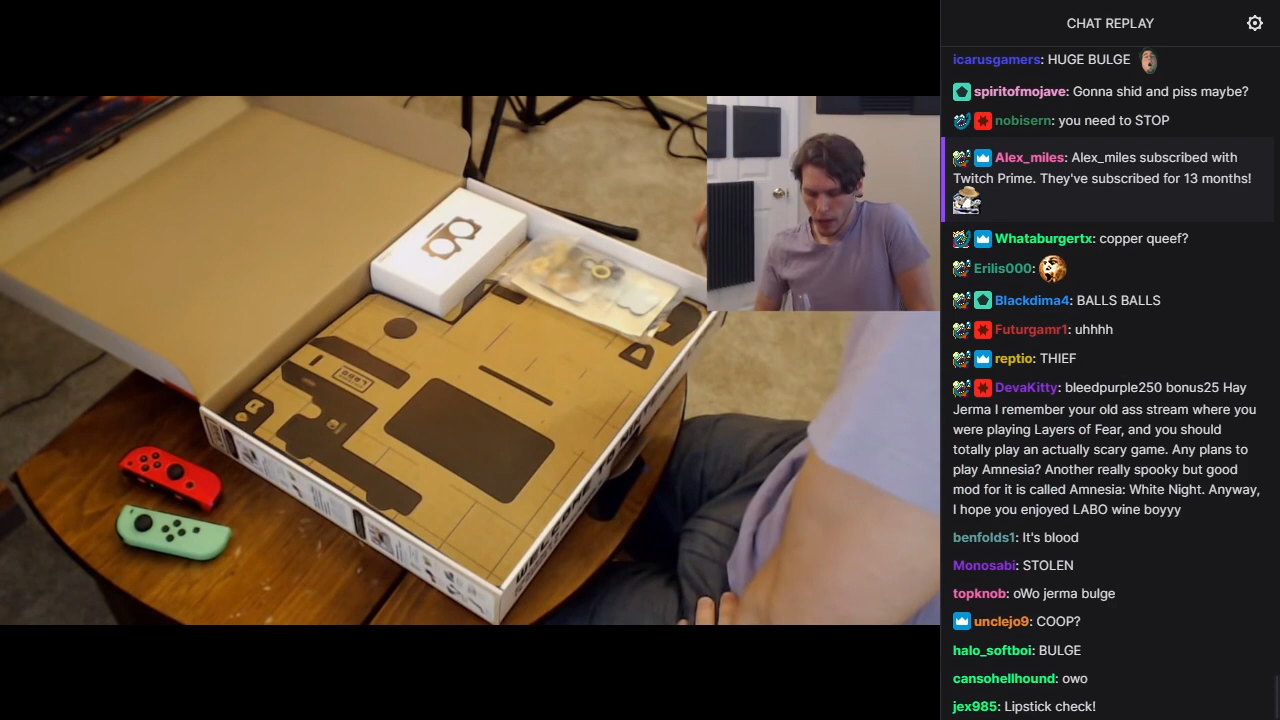 CHAT REPLAY
icarusgamers: HUGE BULGE
spiritofmojave: Gonna shid and piss maybe?
nobisern: you need to STOP
Alex_miles: Alex_miles subscribed with
Twitch Prime. They've subscribed for 13 months!
Whataburgertx: copper queef?
Erilis000:
Blackdima4: BALLS BALLS
Futurgamr1: uhhhh
reptio: THIEF
DevaKitty: bleedpurple250 bonus25 Hay
Jerma I remember your old ass stream where you
were playing Layers of Fear, and you should
totally play an actually scary game. Any plans to
play Amnesia? Another really spooky but good
mod for it is called Amnesia: White Night. Anyway,
I hope you enjoyed LABO wine boyyy
benfolds1: It's blood
Monosabi: STOLEN
topknob: oWo jerma bulge
unclejo9: COOP?
halo_softboi: BULGE
cansohellhound: owo
jex985: Lipstick check!